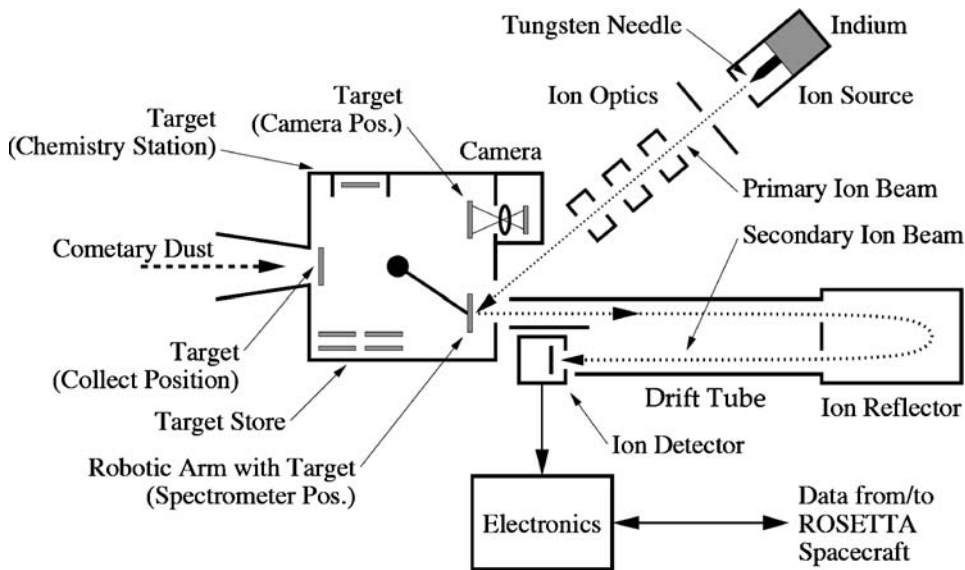 Tungsten Needle
Indium
Ion Optics
Ion Source
Target
(Camera Pos.)
Target
(Chemistry Station)
Camera
Primary Ion Beam
Secondary Ion Beam
Cometary Dust
Target
(Collect Position)
Drift Tube
Ion Reflector
Target Store
Ion Detector
Robotic Arm with Target
(Spectrometer Pos.)
Electronics
Data from/to
ROSETTA
Spacecraft